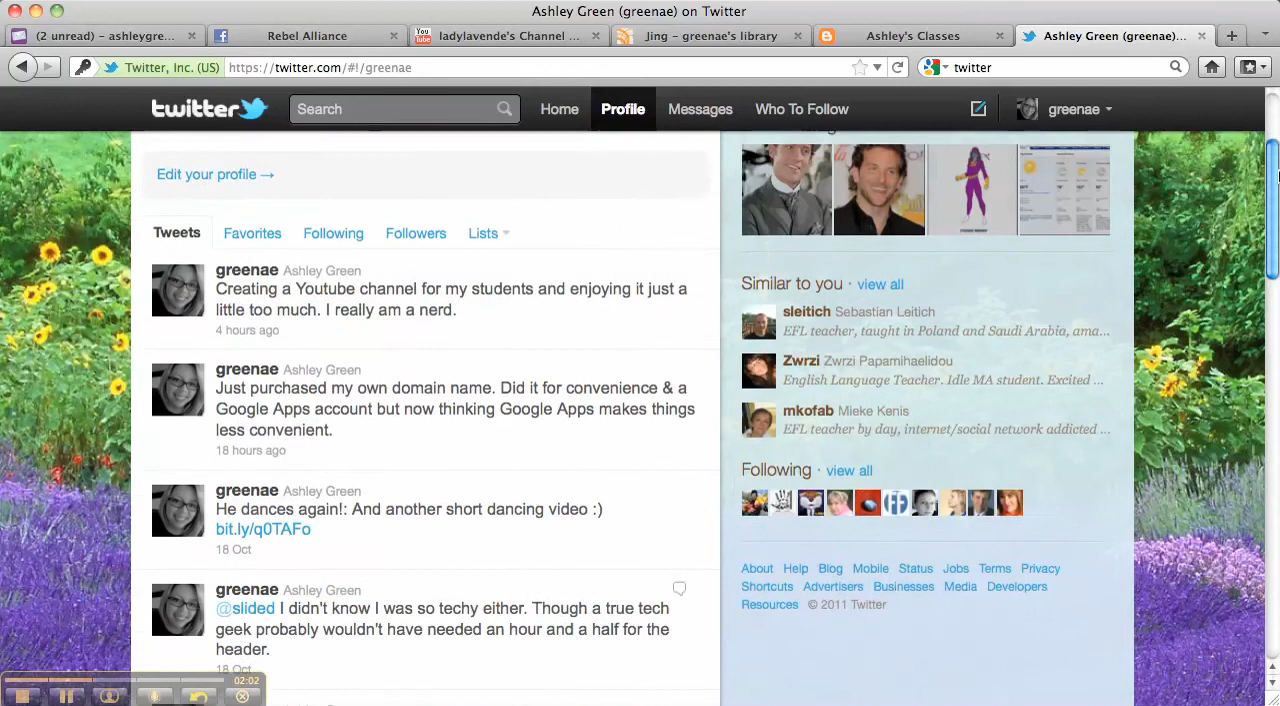 Ashley Green (greenae) on Twitter
(2 unread) - ashleygre...
Rebel Alliance
ladylavende's Channel ...
Jing - greenae's library
Ashley's Classes
Ashley Green (greenae)...
Twitter, Inc. (US)
https://twitter.com/#!/greenae
twitter
twitter
Search
Home
Profile
Messages
Who To Follow
greenae
Edit your profile →
Tweets
Favorites
Following
Followers
Lists
greenae Ashley Green
Creating a Youtube channel for my students and enjoying it just a
little too much. I really am a nerd.
4 hours ago
greenae Ashley Green
Just purchased my own domain name. Did it for convenience & a
Google Apps account but now thinking Google Apps makes things
less convenient.
18 hours ago
greenae Ashley Green
He dances again!: And another short dancing video :)
bit.ly/q0TAFo
18 Oct
greenae Ashley Green
@slided I didn't know I was so techy either. Though a true tech
geek probably wouldn't have needed an hour and a half for the
header.
18 Oct
02:02
Similar to you · view all
sleitich Sebastian Leitich
EFL teacher, taught in Poland and Saudi Arabia, ama...
Zwrzi Zwrzi Papamihaelidou
English Language Teacher. Idle MA student. Excited ...
mkofab Mieke Kenis
EFL teacher by day, internet/social network addicted ...
Following · view all
About Help Blog Mobile Status Jobs Terms Privacy
Shortcuts Advertisers Businesses Media Developers
Resources © 2011 Twitter